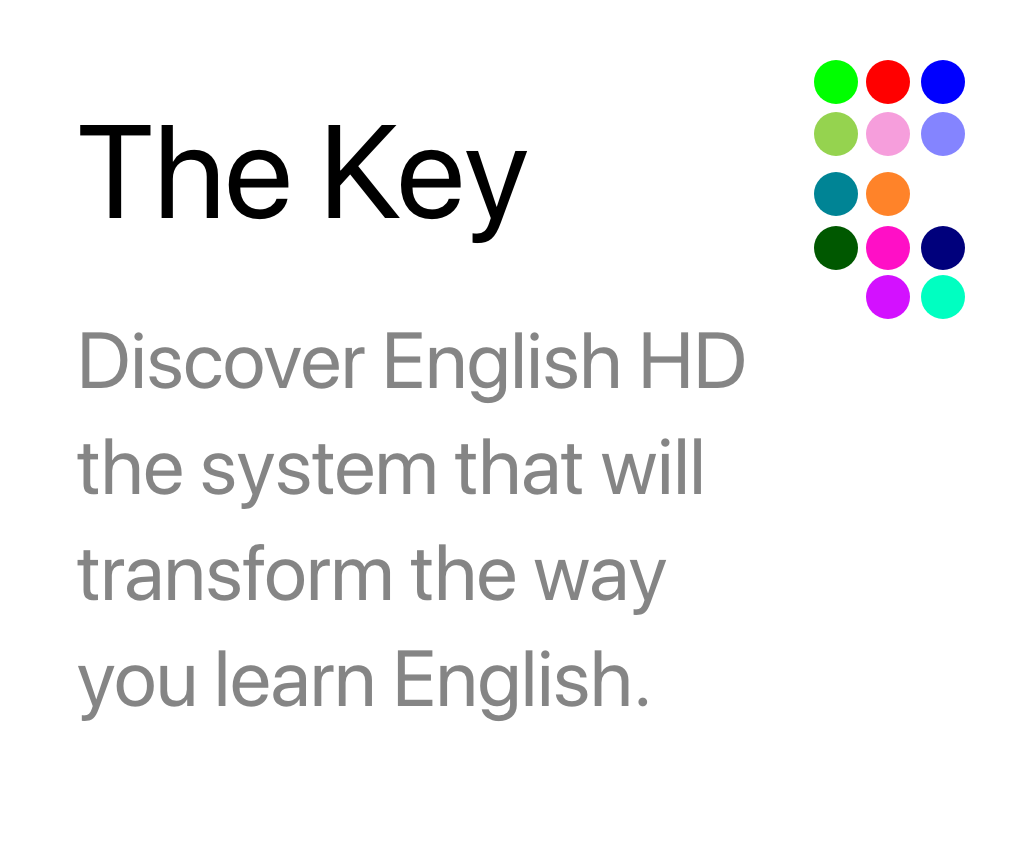 The Key
Discover English HD
the system that will
transform the way
you learn English.